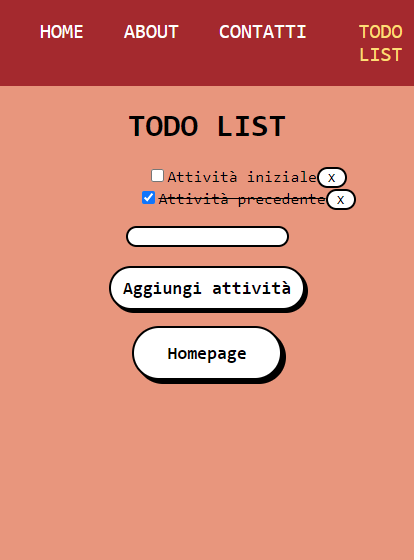 HOME ABOUT CONTATTI TODO LIST
TODO LIST
Attività iniziale x
Attività precedente x
Aggiungi attività
Homepage